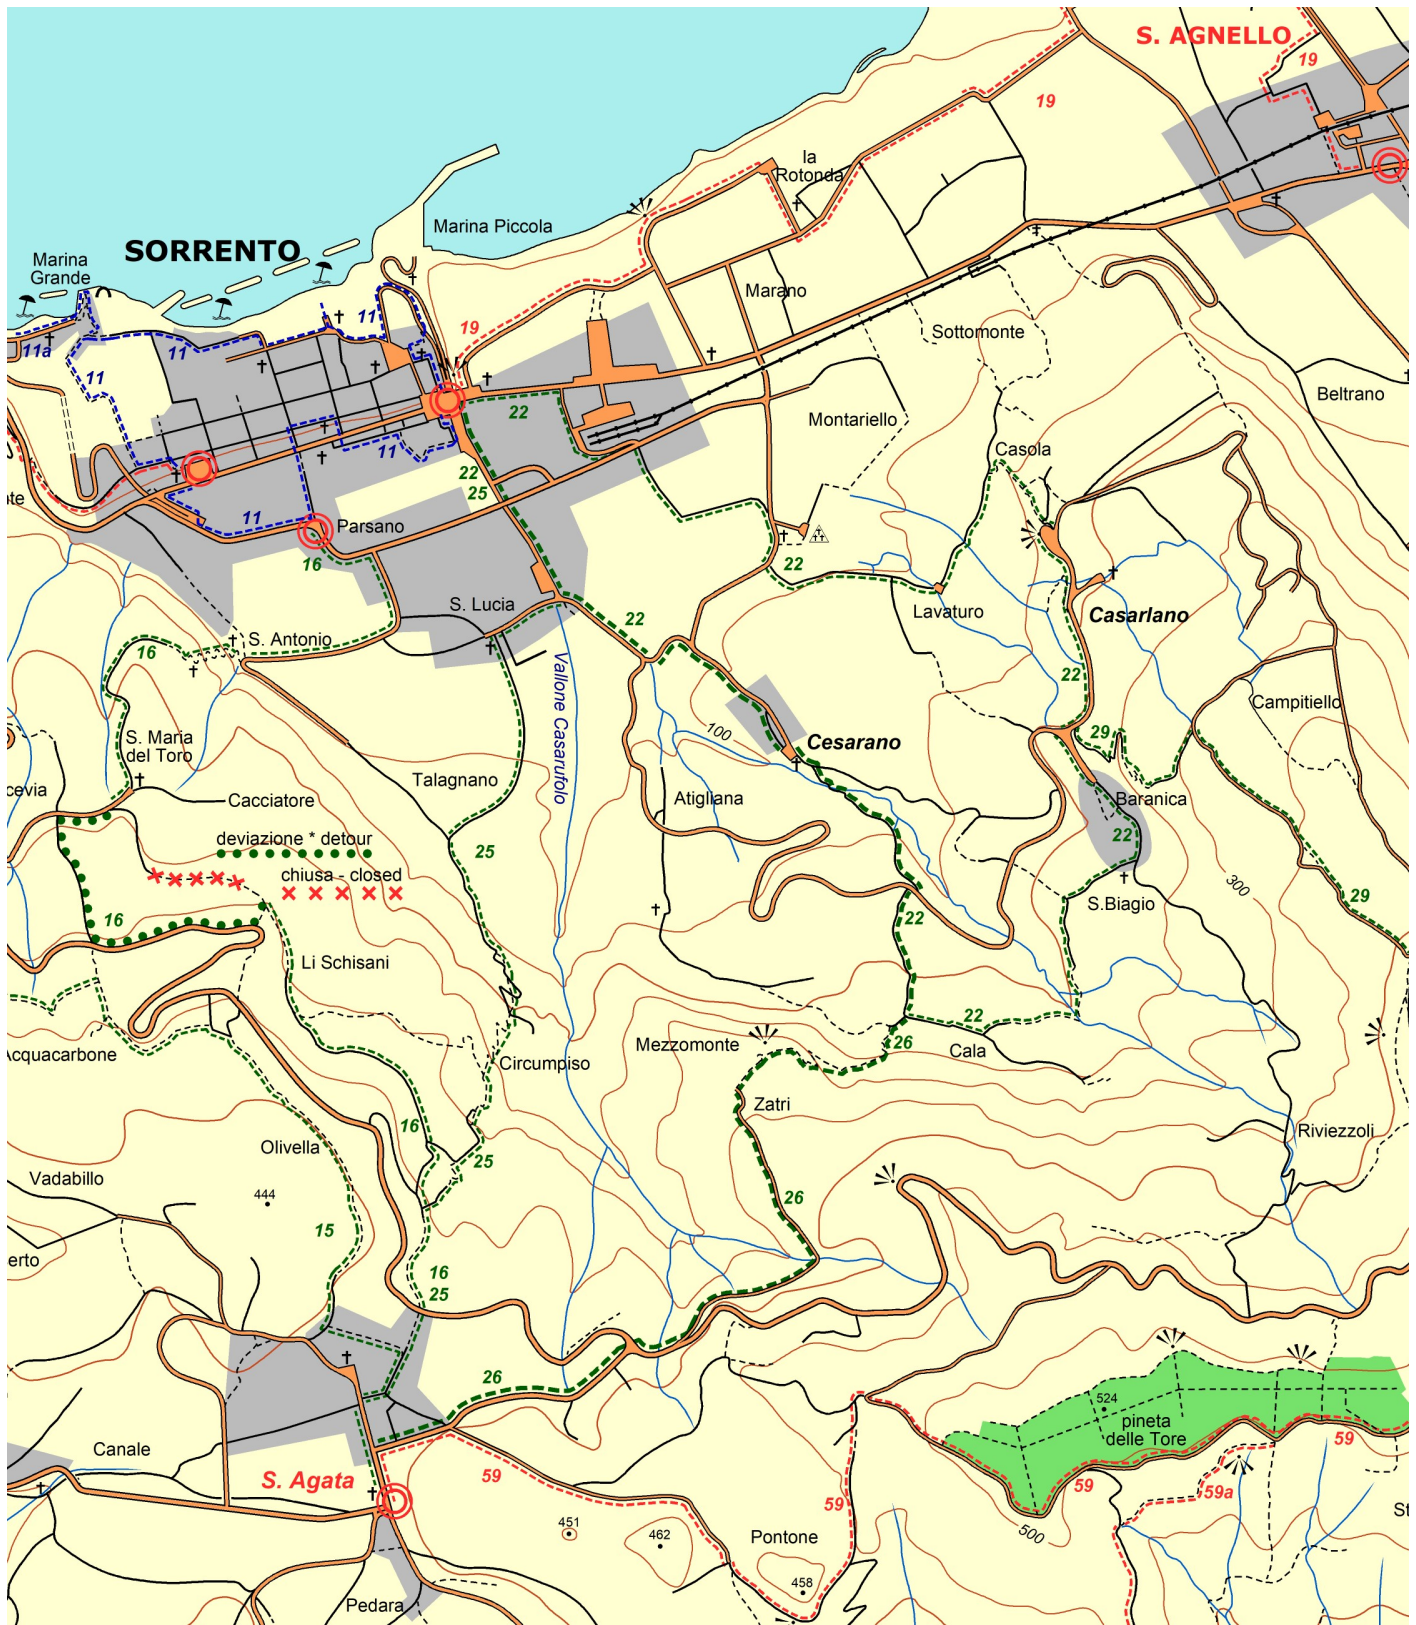 S. AGNELLO
19
19
la
Rotonda
Marina Piccola
SORRENTO
Marina
Grande
Marano
11
19
Sottomonte
11a
11
11
Beltrano
22
Montariello
Casola
11
22
25
11
Parsano
16
22
S. Lucia
Lavaturo
Casarlano
22
S. Antonio
16
Vallone Casarufolo
22
Campitiello
S. Maria
del Toro
100
Cesarano
29
Talagnano
cevia
Cacciatore
Atigliana
Baranica
deviazione * detour
22
25
chiusa - closed
300
29
16
22
S.Biagio
Li Schisani
22
Mezzomonte
26
Cala
Acquacarbone
Circumpiso
Zatri
16
Olivella
25
Riviezzoli
Vadabillo
444
26
15
erto
16
25
26
524
pineta
delle Tore
Canale
59
S. Agata
59
59
59
59a
451
462
500
St
Pontone
458
Pedara